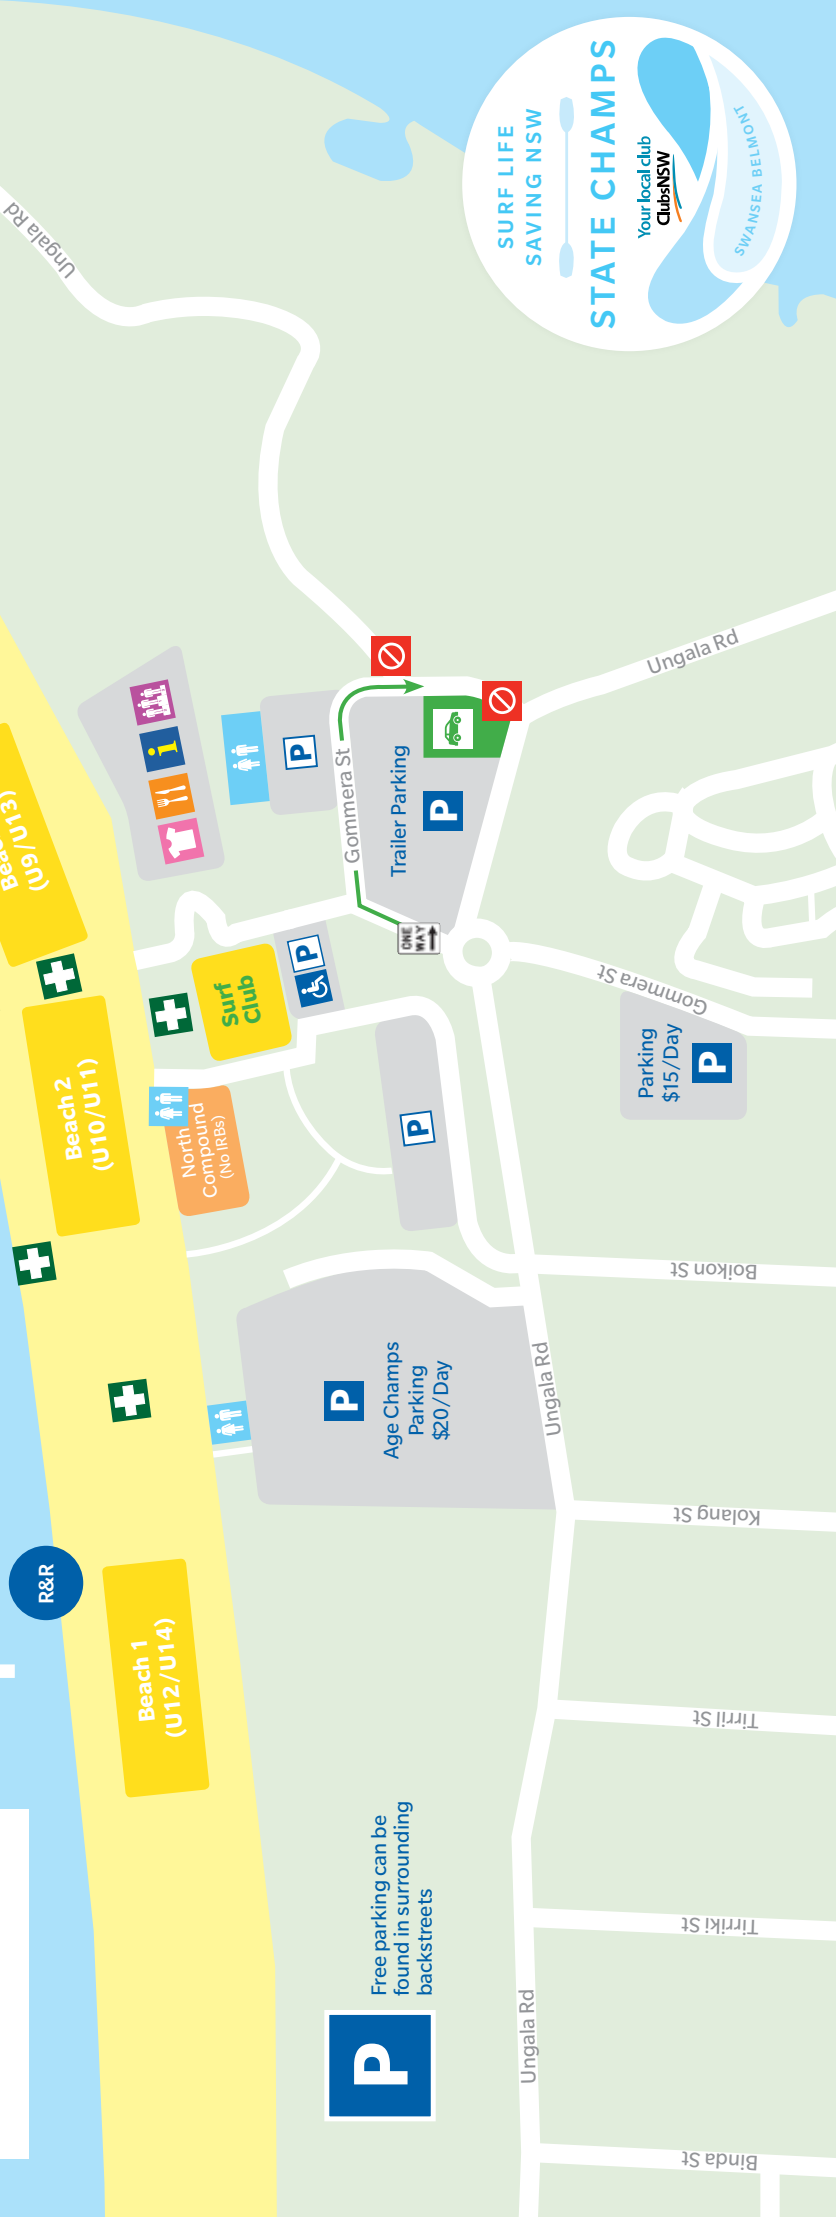 SURF LIFE
SAVING NSW
STATE CHAMPS
Your local club
ClubsNSW
SWANSEA BELMONT
Ungala Rd
Ungala Rd
Gommera St
Trailer Parking
P
P
i
(U9/U13)
ONE
WAY
P
Surf
Club
Gommera St
Parking
$15/Day
P
Beach 2
(U10/U11)
North
Compound
(No IRBs)
P
Boikon St
Ungala Rd
P
Age Champs
Parking
$20/Day
Kolang St
R&R
Beach 1
(U12/U14)
Tirril St
Tirriki St
Free parking can be
found in surrounding
backstreets
P
Ungala Rd
Binda St